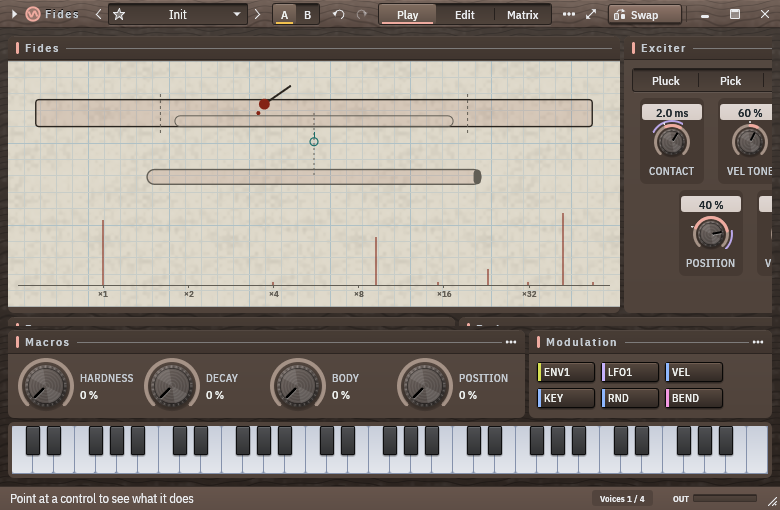 Fides Init A B Play Edit Matrix ••• Swap
Fides
Exciter
Pluck Pick
2.0 ms 60 %
CONTACT VEL TONE
40 %
POSITION
×1 ×2 ×4 ×8 ×16 ×32
Macros •••
HARDNESS 0 %
DECAY 0 %
BODY 0 %
POSITION 0 %
Modulation •••
ENV1 LFO1 VEL
KEY RND BEND
Point at a control to see what it does Voices 1 / 4 OUT